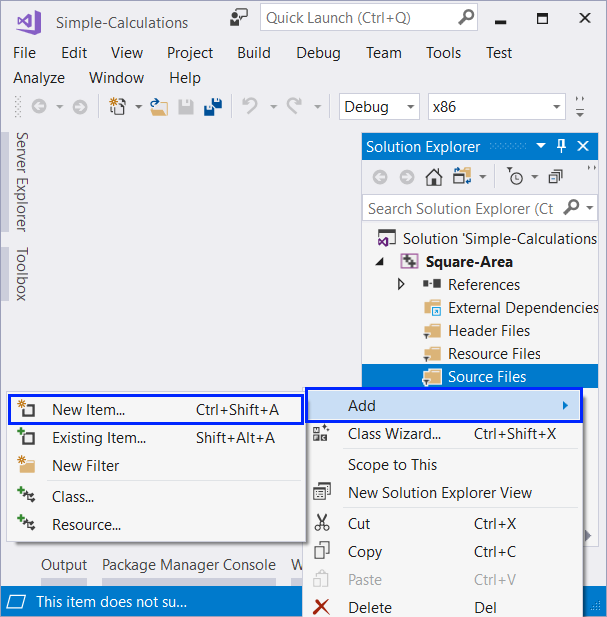 Simple-Calculations
Quick Launch (Ctrl+Q)
File Edit View Project Build Debug Team Tools Test
Analyze Window Help
Debug x86
Server Explorer
Toolbox
Solution Explorer
Search Solution Explorer (Ct
Solution 'Simple-Calculations
Square-Area
References
External Dependencies
Header Files
Resource Files
Source Files
New Item... Ctrl+Shift+A
Existing Item... Shift+Alt+A
New Filter
Class...
Resource...
Add
Class Wizard... Ctrl+Shift+X
Scope to This
New Solution Explorer View
Cut Ctrl+X
Copy Ctrl+C
Paste Ctrl+V
Delete Del
Output Package Manager Console W
This item does not su...